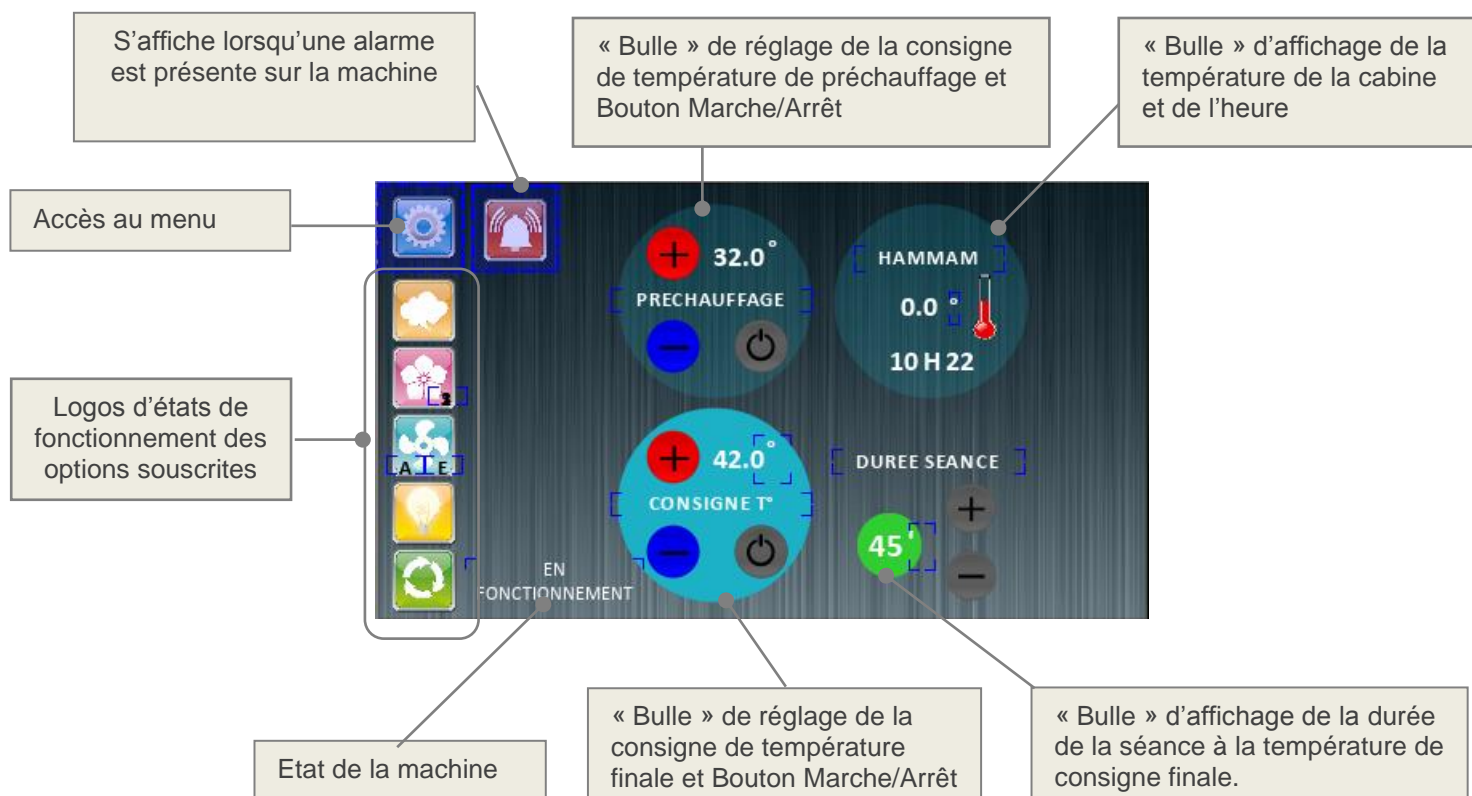 S’affiche lorsqu’une alarme
est présente sur la machine
« Bulle » de réglage de la consigne
de température de préchauffage et
Bouton Marche/Arrêt
« Bulle » d’affichage de la
température de la cabine
et de l’heure
Accès au menu
Logos d’états de
fonctionnement des
options souscrites
32.0°
PRECHAUFFAGE
HAMMAM
0.0 °
10 H 22
A I E
42.0°
CONSIGNE T°
DUREE SEANCE
45'
EN
FONCTIONNEMENT
Etat de la machine
« Bulle » de réglage de la
consigne de température
finale et Bouton Marche/Arrêt
« Bulle » d’affichage de la durée
de la séance à la température de
consigne finale.